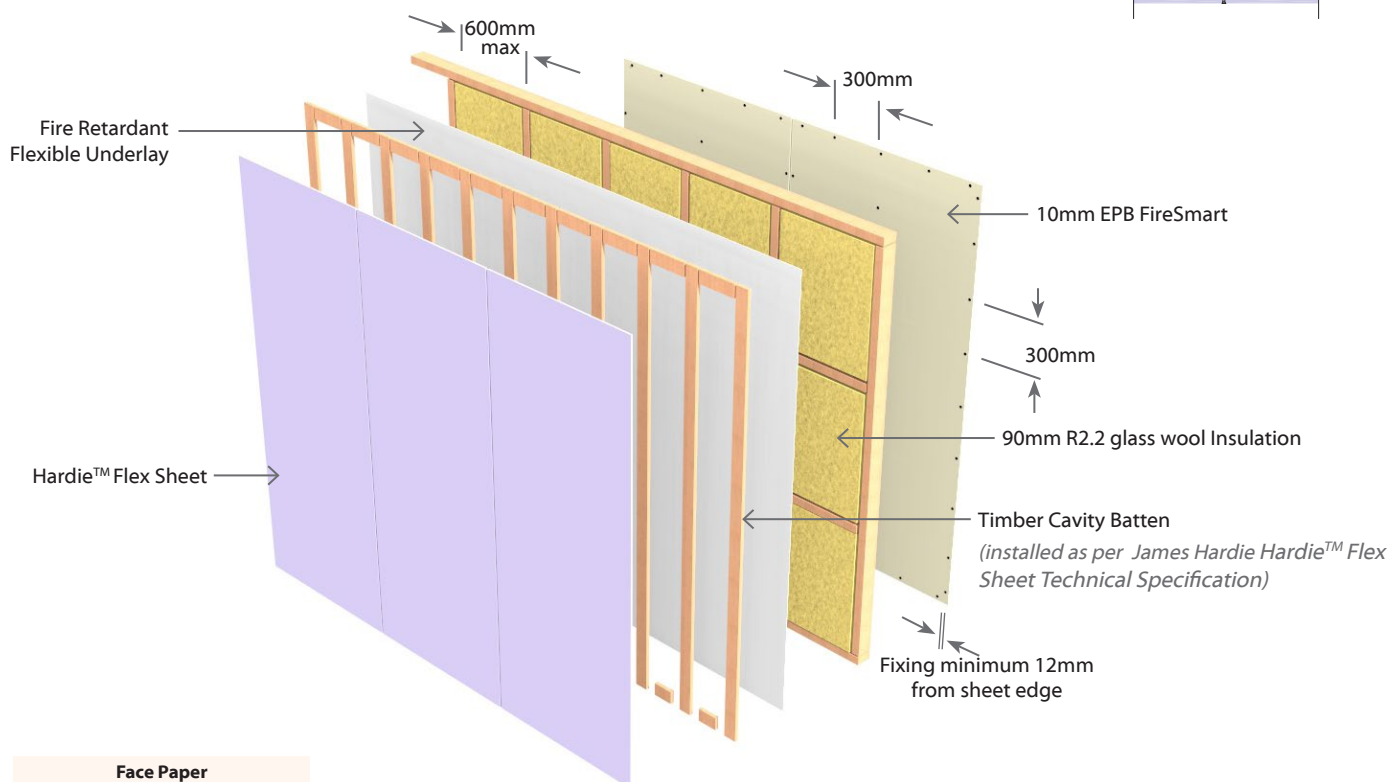 600mm
max
300mm
Fire Retardant
Flexible Underlay
10mm EPB FireSmart
300mm
90mm R2.2 glass wool Insulation
Hardie™ Flex Sheet
Timber Cavity Batten
(installed as per James Hardie Hardie™ Flex
Sheet Technical Specification)
Fixing minimum 12mm
from sheet edge
Face Paper